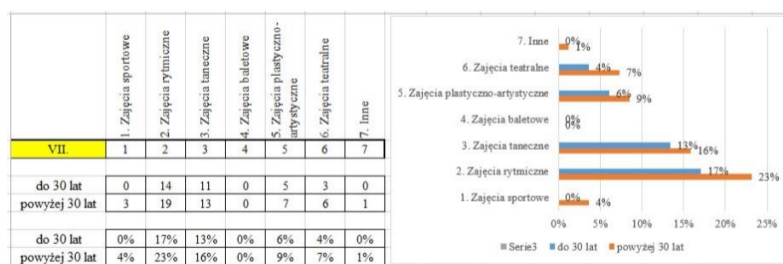 1. Zajęcia sportowe
2. Zajęcia rytmiczne
3. Zajęcia taneczne
4. Zajęcia baletowe
5. Zajęcia plastyczno-
artystyczne
6. Zajęcia teatralne
7. Inne
VII. 1 2 3 4 5 6 7
do 30 lat 0 14 11 0 5 3 0
powyżej 30 lat 3 19 13 0 7 6 1
do 30 lat 0% 17% 13% 0% 6% 4% 0%
powyżej 30 lat 4% 23% 16% 0% 9% 7% 1%
7. Inne 0%
1%
6. Zajęcia teatralne 4%
7%
5. Zajęcia plastyczno-artystyczne 6%
9%
4. Zajęcia baletowe 0%
0%
3. Zajęcia taneczne 13%
16%
2. Zajęcia rytmiczne 17%
23%
1. Zajęcia sportowe 0%
4%
0% 5% 10% 15% 20% 25%
Serie3 do 30 lat powyżej 30 lat